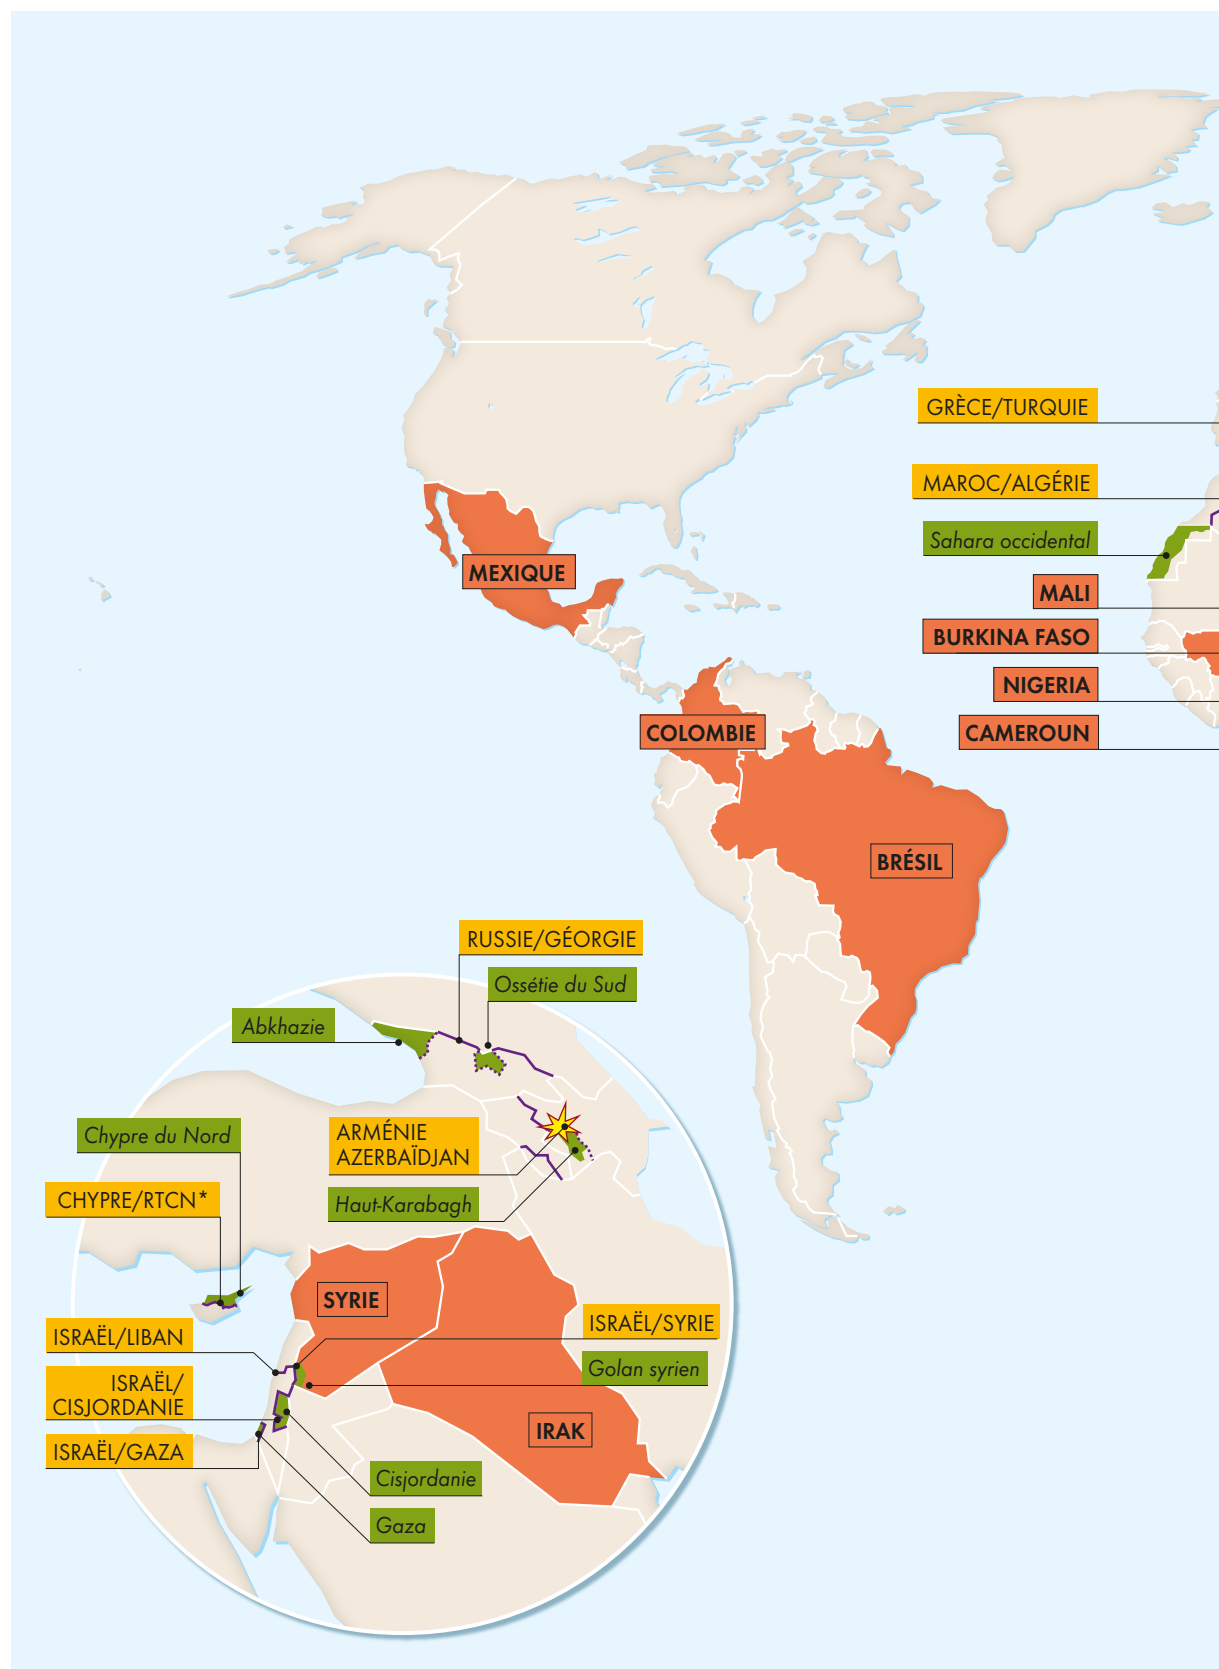 GRÈCE/TURQUIE
MAROC/ALGÉRIE
Sahara occidental
MALI
BURKINA FASO
NIGERIA
CAMEROUN
MEXIQUE
COLOMBIE
BRÉSIL
RUSSIE/GÉORGIE
Ossétie du Sud
Abkhazie
Chypre du Nord
ARMÉNIE
AZERBAÏDJAN
CHYPRE/RTCN*
Haut-Karabagh
SYRIE
ISRAËL/SYRIE
ISRAËL/LIBAN
Golan syrien
ISRAËL/
CISJORDANIE
IRAK
ISRAËL/GAZA
Cisjordanie
Gaza